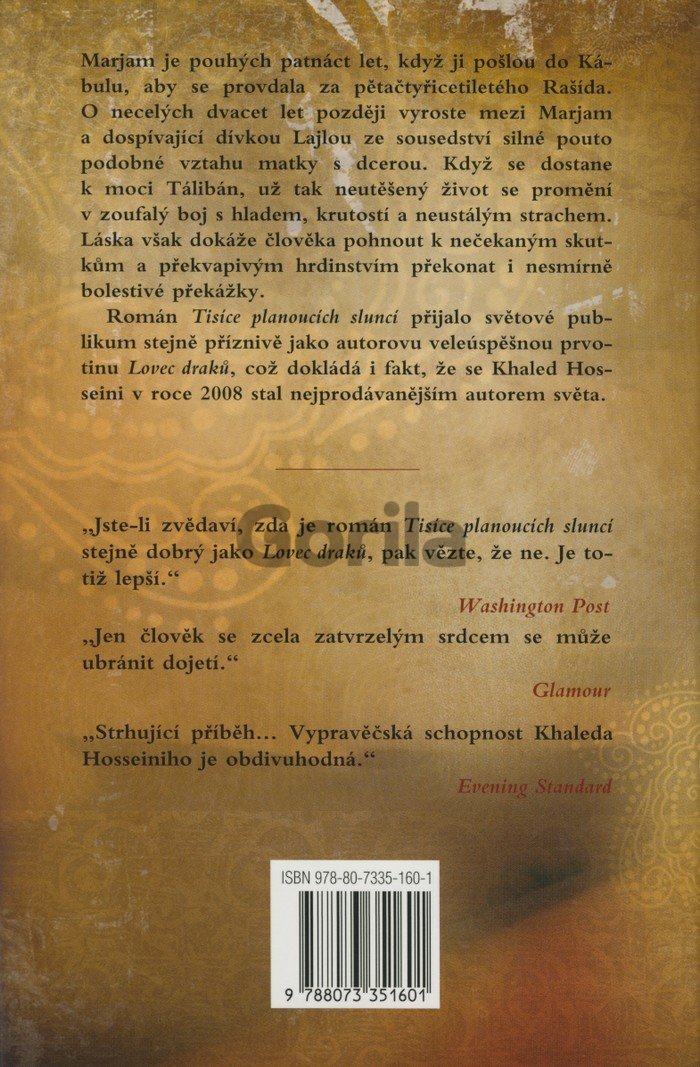 Marjam je pouhých patnáct let, když ji pošlou do Ká-
bulu, aby se provdala za pětačtyřicetiletého Rašída.
O necelých dvacet let později vyroste mezi Marjam
a dospívající dívkou Lajlou ze sousedství silné pouto
podobné vztahu matky s dcerou. Když se dostane
k moci Tálibán, už tak neutěšený život se promění
v zoufalý boj s hladem, krutostí a neustálým strachem.
Láska však dokáže člověka pohnout k nečekaným skut-
kům a překvapivým hrdinstvím překonat i nesmírně
bolestivé překážky.
Román Tisíce planoucích sluncí přijalo světové pub-
likum stejně příznivě jako autorovu veleúspěšnou prvo-
tinu Lovec draků, což dokládá i fakt, že se Khaled Hos-
seini v roce 2008 stal nejprodávanějším autorem světa.
„Jste-li zvědaví, zda je román Tisíce planoucích sluncí
stejně dobrý jako Lovec draků, pak vězte, že ne. Je to-
tiž lepší.“
Gorila
Washington Post
„Jen člověk se zcela zatvrzelým srdcem se může
ubránit dojetí.“
Glamour
„Strhující příběh... Vypravěčská schopnost Khaleda
Hosseiniho je obdivuhodná.“
Evening Standard
ISBN 978-80-7335-160-1
9 788073 351601